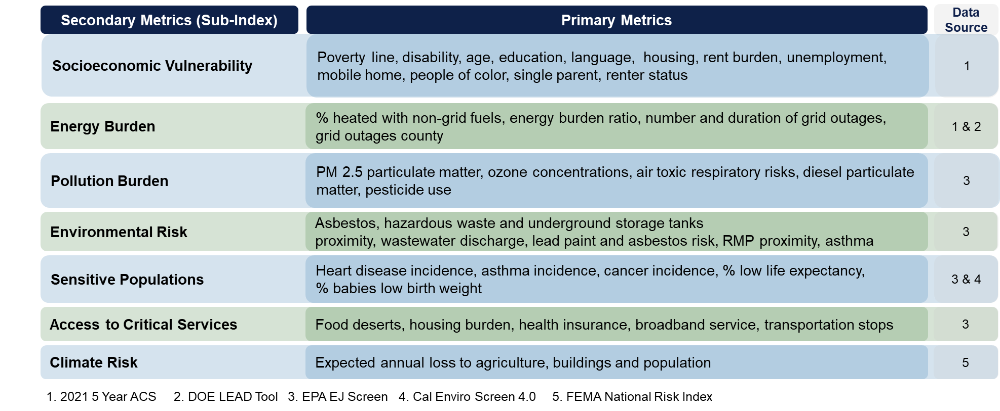 Secondary Metrics (Sub-Index)
Primary Metrics
Data
Source
Socioeconomic Vulnerability
Poverty line, disability, age, education, language, housing, rent burden, unemployment,
mobile home, people of color, single parent, renter status
1
Energy Burden
% heated with non-grid fuels, energy burden ratio, number and duration of grid outages,
grid outages county
1 & 2
Pollution Burden
PM 2.5 particulate matter, ozone concentrations, air toxic respiratory risks, diesel particulate
matter, pesticide use
3
Environmental Risk
Asbestos, hazardous waste and underground storage tanks
proximity, wastewater discharge, lead paint and asbestos risk, RMP proximity, asthma
3
Sensitive Populations
Heart disease incidence, asthma incidence, cancer incidence, % low life expectancy,
% babies low birth weight
3 & 4
Access to Critical Services
Food deserts, housing burden, health insurance, broadband service, transportation stops
3
Climate Risk
Expected annual loss to agriculture, buildings and population
5
1. 2021 5 Year ACS 2. DOE LEAD Tool 3. EPA EJ Screen 4. Cal Enviro Screen 4.0 5. FEMA National Risk Index